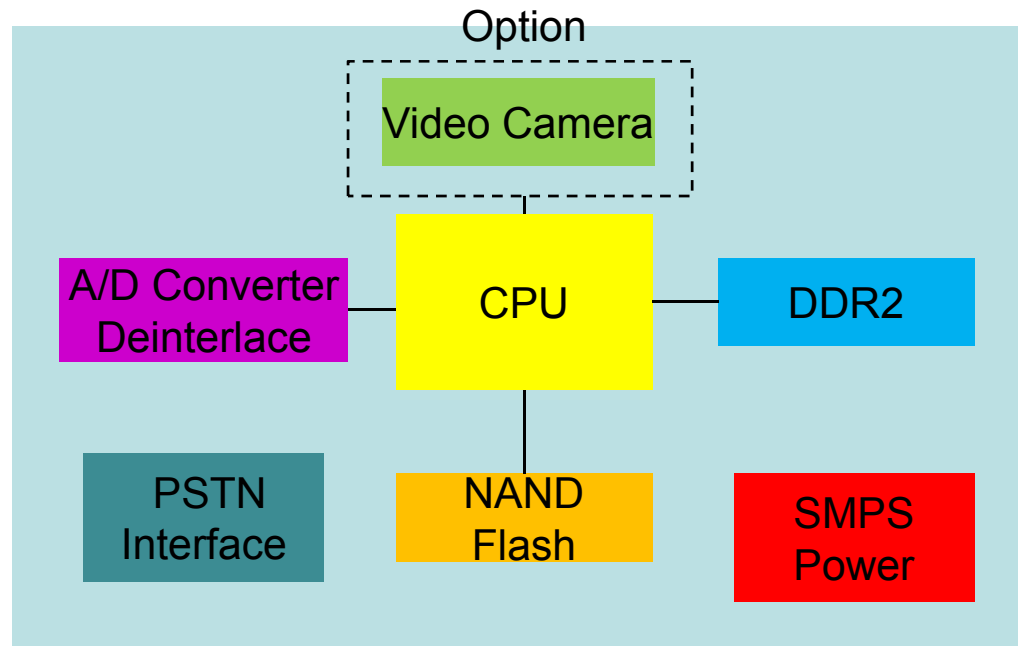 Option
Video Camera
A/D Converter
Deinterlace
CPU
DDR2
PSTN
Interface
NAND
Flash
SMPS
Power